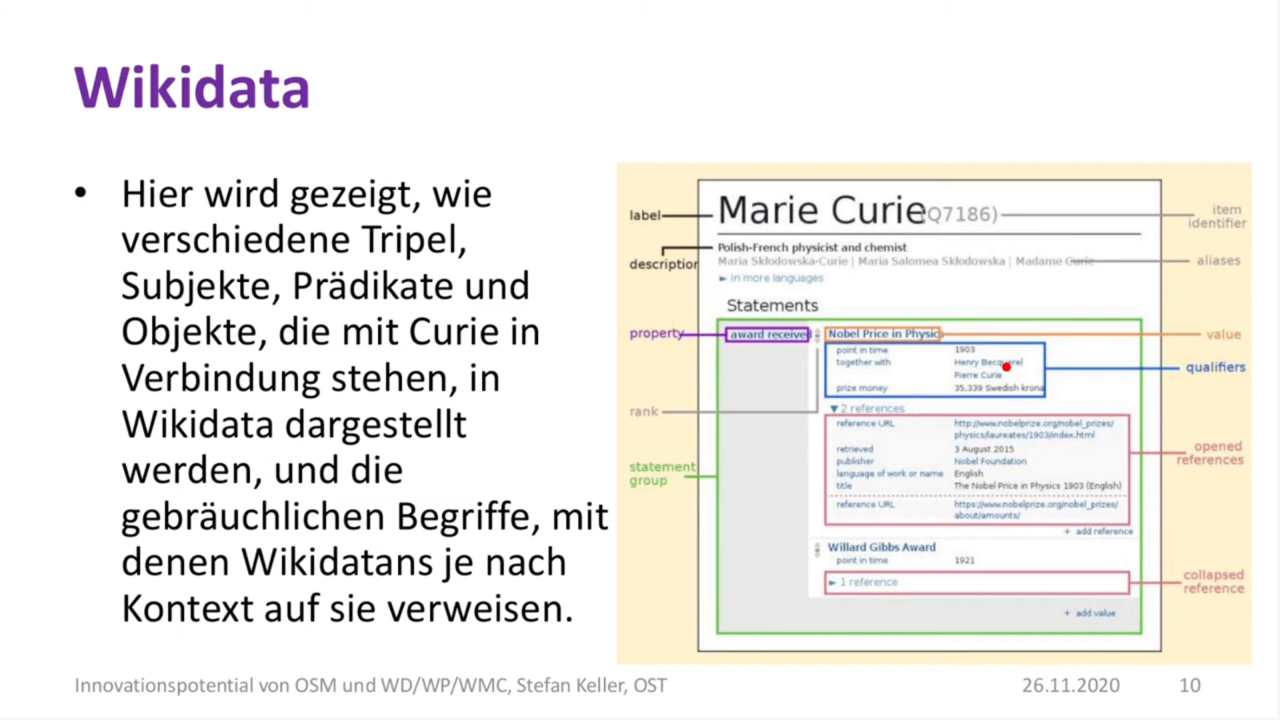 Wikidata
• Hier wird gezeigt, wie
verschiedene Tripel,
Subjekte, Prädikate und
Objekte, die mit Curie in
Verbindung stehen, in
Wikidata dargestellt
werden, und die
gebräuchlichen Begriffe, mit
denen Wikidatans je nach
Kontext auf sie verweisen.
label
Marie Curie (Q7186)
item
identifier
description
Polish-French physicist and chemist
Maria Skłodowska-Curie | Maria Salomea Skłodowska | Madame Curie
aliases
► In more languages
Statements
property
award received
Nobel Price in Physic
value
point in time 1903
together with Henry Becquerel
Pierre Curie
prize money 35,339 Swedish krona
qualifiers
rank
▼ 2 references
reference URL http://www.nobelprize.org/nobel_prizes/
physics/laureates/1903/index.html
retrieved 3 August 2015
publisher Nobel Foundation
language of work or name English
title The Nobel Price in Physics 1903 (English)
opened
references
statement
group
reference URL https://www.nobelprize.org/nobel_prizes/
about/amounts/
+ add reference
Willard Gibbs Award
point in time 1921
► 1 reference
collapsed
reference
+ add value
Innovationspotential von OSM und WD/WP/WMC, Stefan Keller, OST
26.11.2020
10